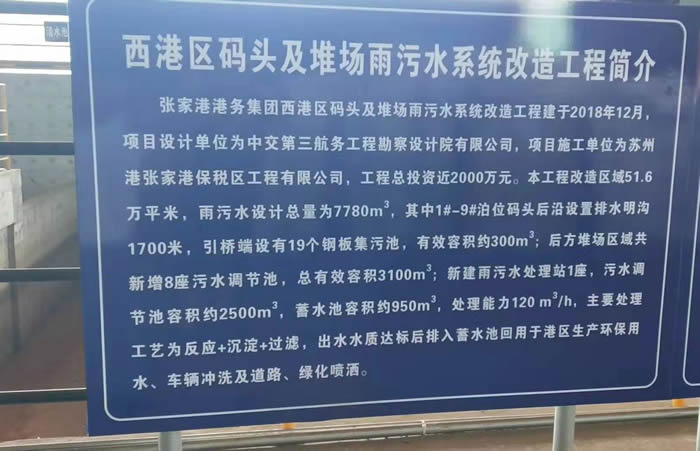 清水池
西港区码头及堆场雨污水系统改造工程简介
张家港港务集团西港区码头及堆场雨污水系统改造工程建于2018年12月，
项目设计单位为中交第三航务工程勘察设计院有限公司，项目施工单位为苏州
港张家港保税区工程有限公司，工程总投资近2000万元。本工程改造区域51.6
万平米，雨污水设计总量为7780m³，其中1#-9#泊位码头后沿设置排水明沟
1700米，引桥端设有19个钢板集污池，有效容积约300m³；后方堆场区域共
新增8座污水调节池，总有效容积3100m³；新建雨污水处理站1座，污水调
节池容积约2500m³，蓄水池容积约950m³，处理能力120 m³/h，主要处理
工艺为反应+沉淀+过滤，出水水质达标后排入蓄水池回用于港区生产环保用
水、车辆冲洗及道路、绿化喷洒。